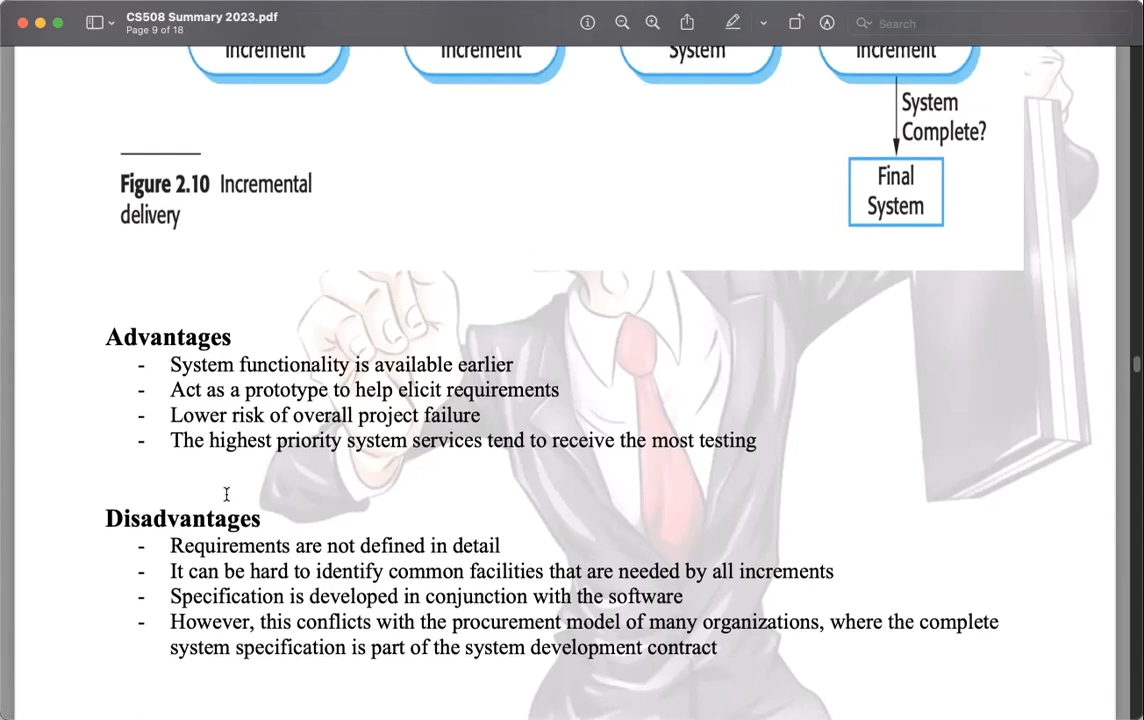 CS508 Summary 2023.pdf
Page 9 of 18
Search
Increment
Increment
System
Increment
System
Complete?
Figure 2.10 Incremental
delivery
Final
System
Advantages
- System functionality is available earlier
- Act as a prototype to help elicit requirements
- Lower risk of overall project failure
- The highest priority system services tend to receive the most testing
Disadvantages
- Requirements are not defined in detail
- It can be hard to identify common facilities that are needed by all increments
- Specification is developed in conjunction with the software
- However, this conflicts with the procurement model of many organizations, where the complete
system specification is part of the system development contract